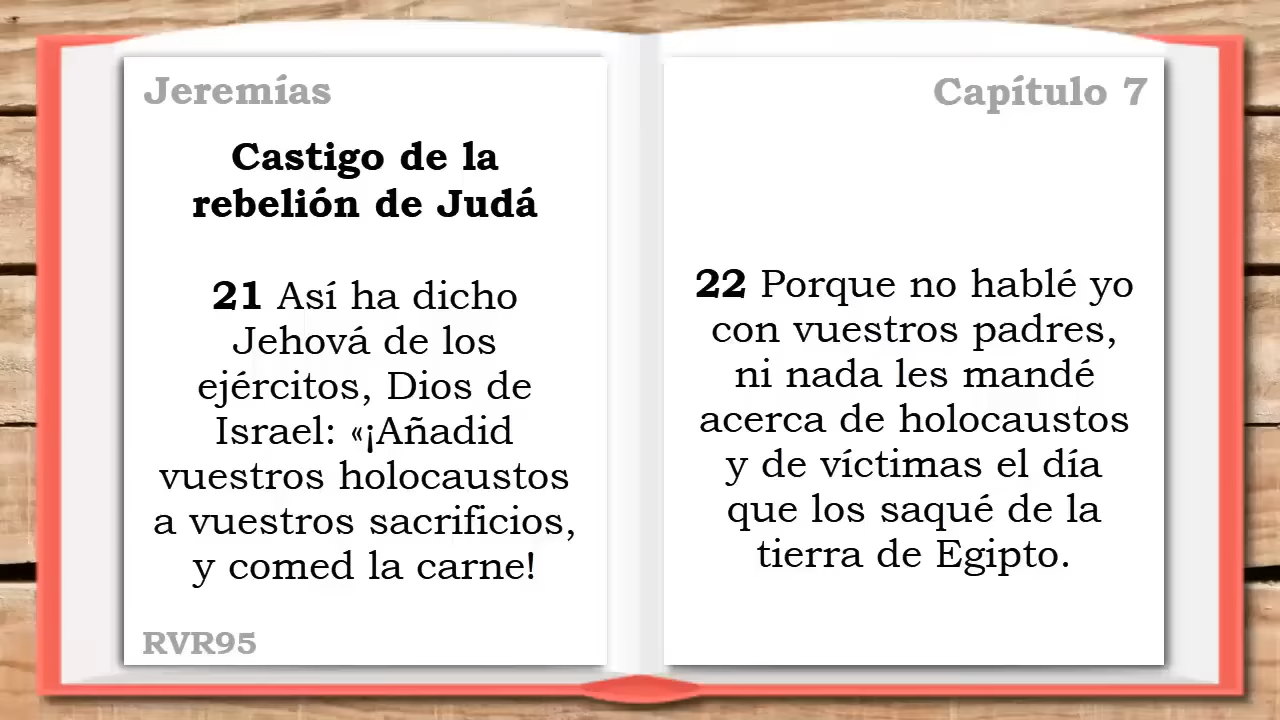 Jeremías
Castigo de la
rebelión de Judá
21 Así ha dicho
Jehová de los
ejércitos, Dios de
Israel: «¡Añadid
vuestros holocaustos
a vuestros sacrificios,
y comed la carne!
RVR95
Capítulo 7
22 Porque no hablé yo
con vuestros padres,
ni nada les mandé
acerca de holocaustos
y de víctimas el día
que los saqué de la
tierra de Egipto.